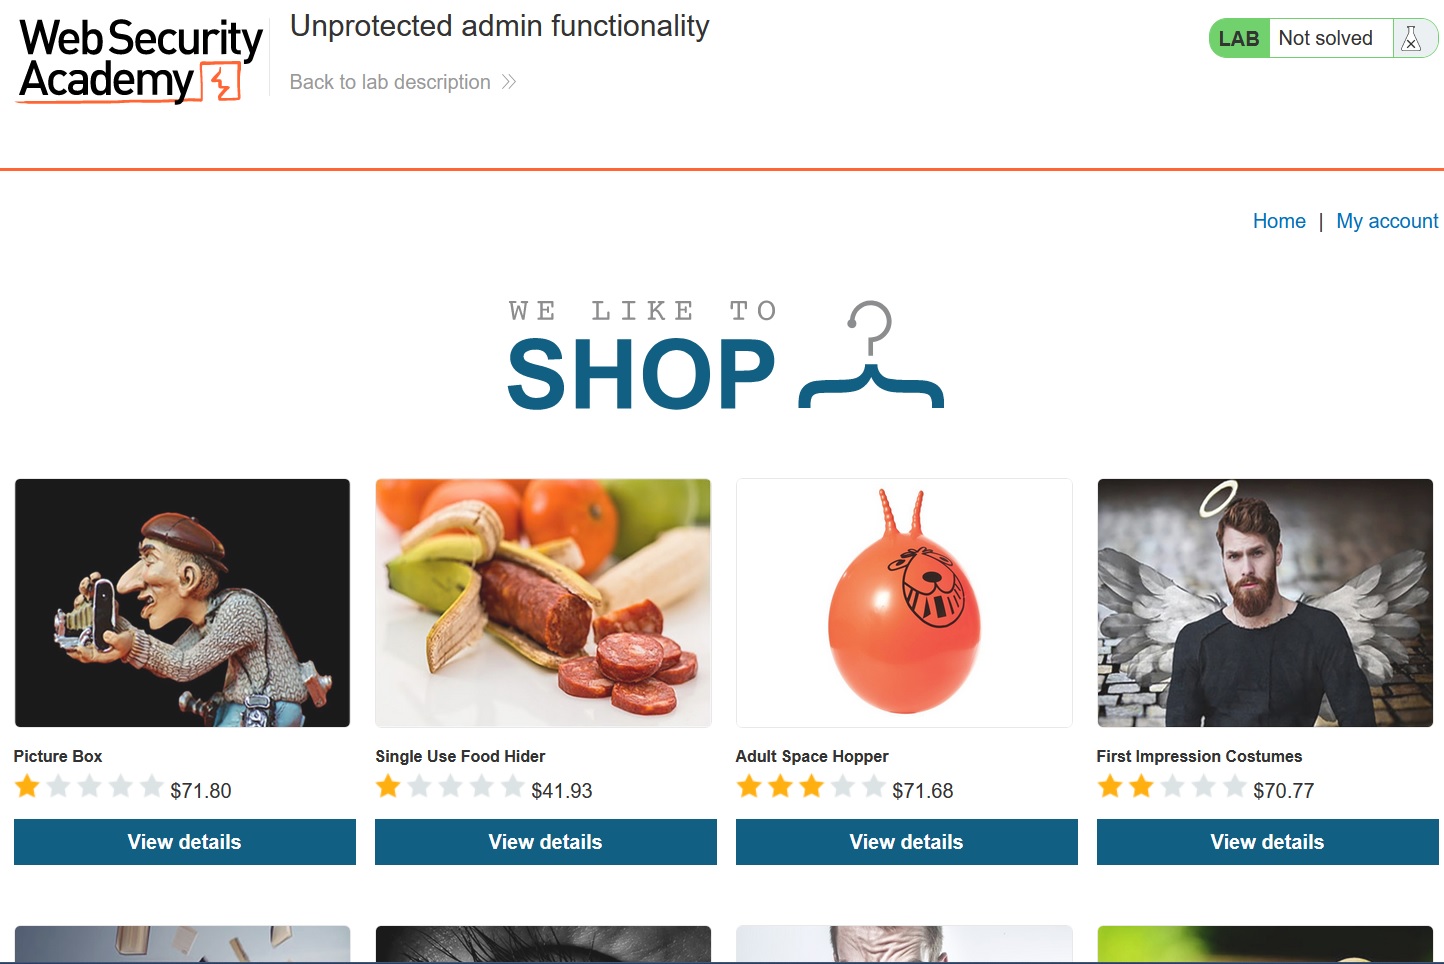 Web Security
Academy
Unprotected admin functionality
Back to lab description
LAB Not solved
Home | My account
WE LIKE TO
SHOP
Picture Box
$71.80
View details
Single Use Food Hider
$41.93
View details
Adult Space Hopper
$71.68
View details
First Impression Costumes
$70.77
View details